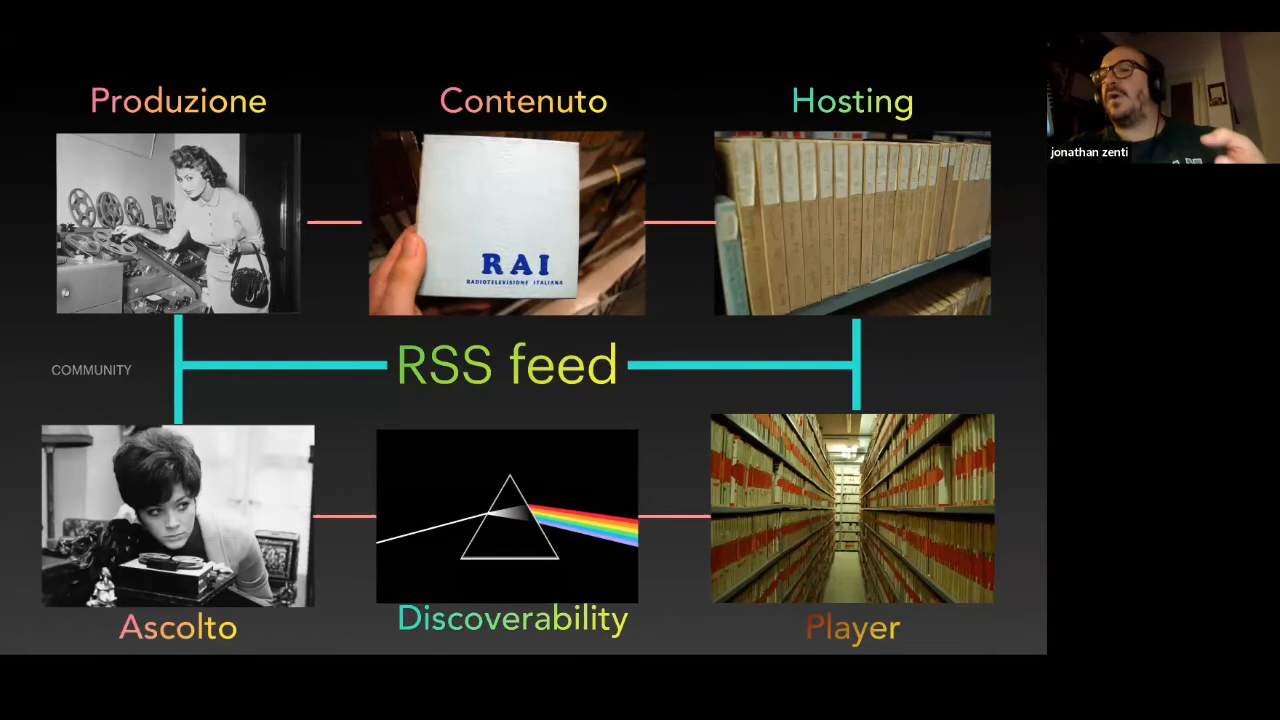 Produzione
Contenuto
Hosting
jonathan zenti
RAI
RADIOTELEVISIONE ITALIANA
COMMUNITY
RSS feed
Ascolto
Discoverability
Player